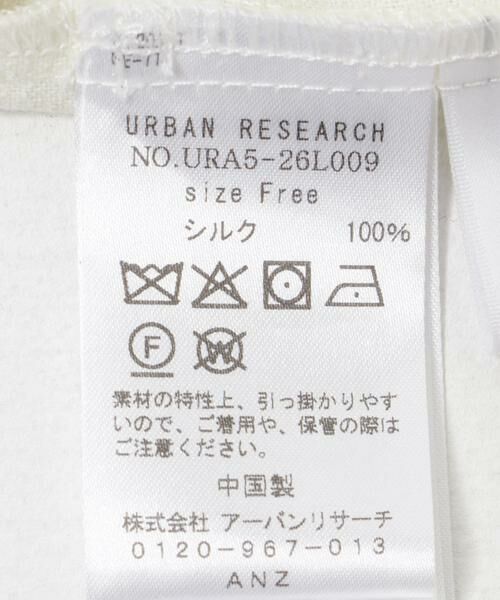 URBAN RESEARCH
NO.URA5-26L009
size Free
シルク 100%
F
W
素材の特性上、引っ掛かりやす
いので、ご着用や、保管の際は
ご注意ください。
中国製
株式会社 アーバンリサーチ
0120-967-013
ANZ